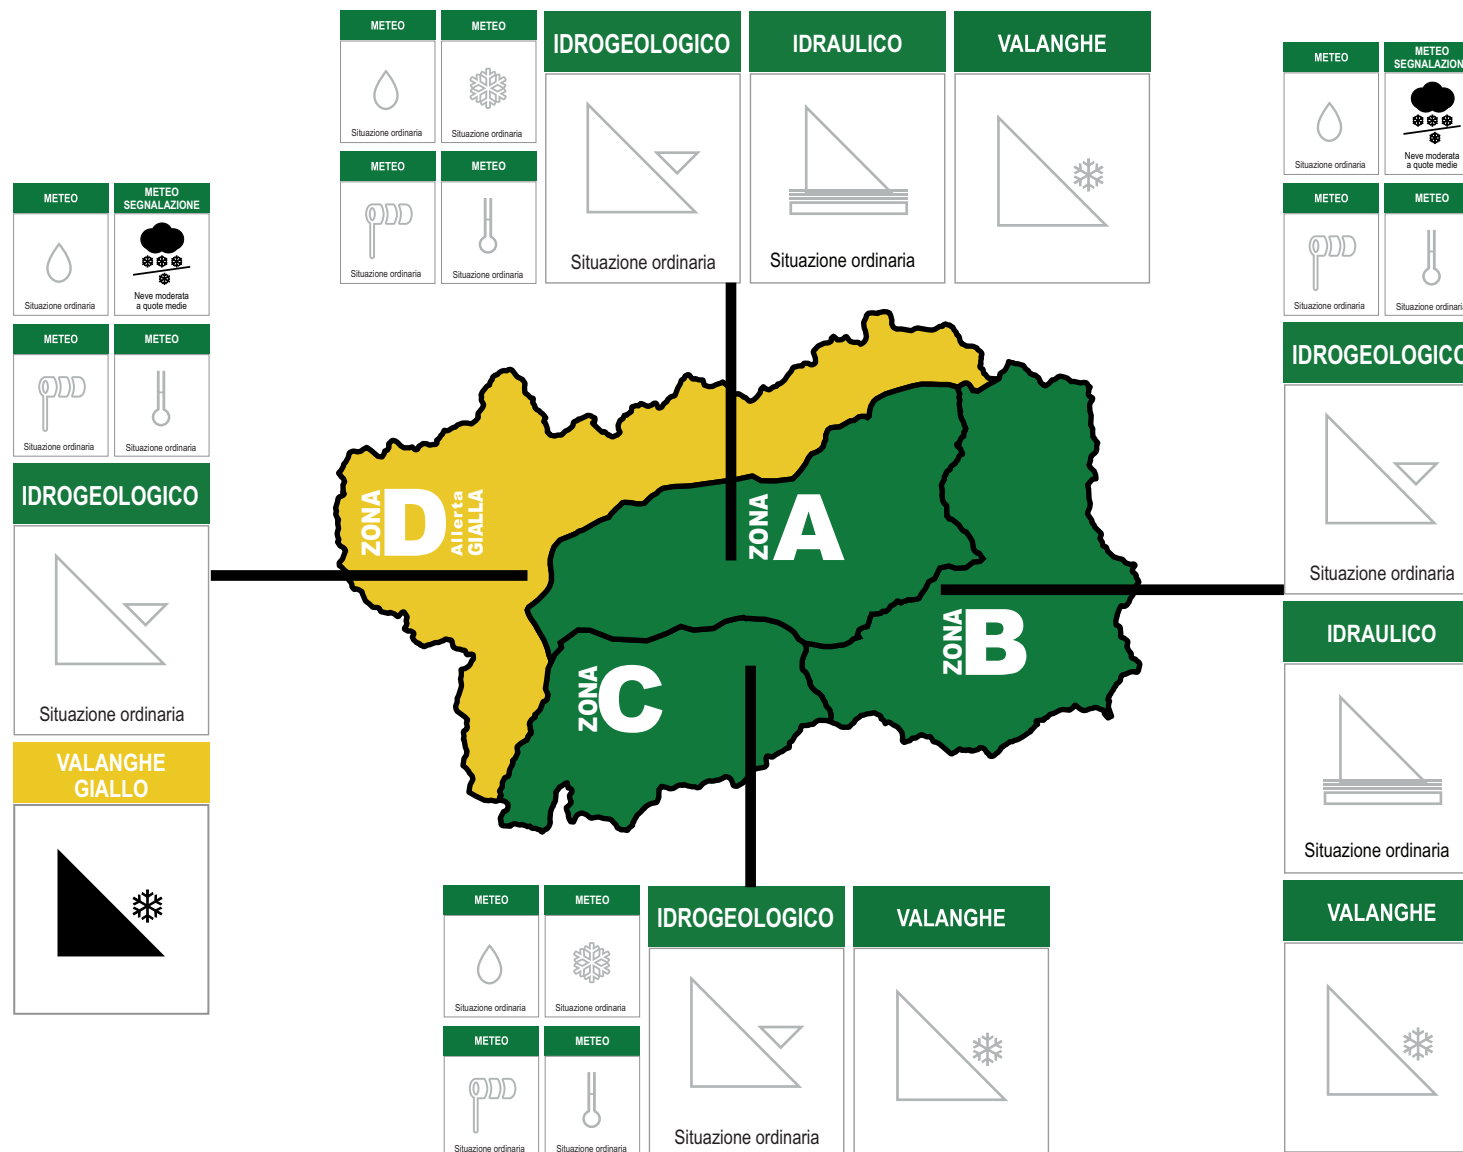 METEO
METEO
Situazione ordinaria
Situazione ordinaria
METEO
METEO
Situazione ordinaria
Situazione ordinaria
IDROGEOLOGICO
Situazione ordinaria
IDRAULICO
Situazione ordinaria
VALANGHE
METEO
METEO
SEGNALAZIONE
Situazione ordinaria
Neve moderata
a quote medie
METEO
METEO
Situazione ordinaria
Situazione ordinaria
IDROGEOLOGICO
Situazione ordinaria
VALANGHE
GIALLO
ZONA
D
Allerta
GIALLA
ZONA
A
ZONA
B
ZONA
C
METEO
METEO
SEGNALAZION
Situazione ordinaria
Neve moderata
a quote medie
METEO
METEO
Situazione ordinaria
Situazione ordinari
IDROGEOLOGICO
Situazione ordinaria
IDRAULICO
Situazione ordinaria
VALANGHE
METEO
METEO
Situazione ordinaria
Situazione ordinaria
METEO
METEO
Situazione ordinaria
Situazione ordinaria
IDROGEOLOGICO
Situazione ordinaria
VALANGHE